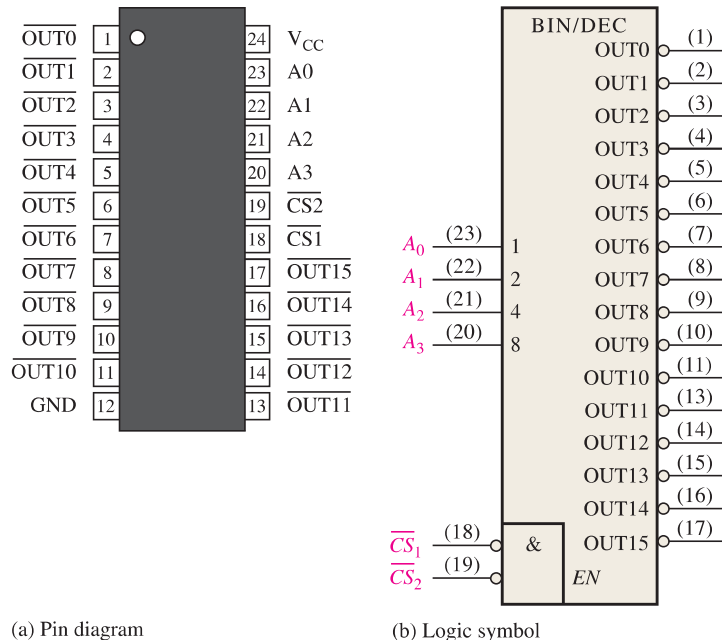 OUT0 1 24 VCC
OUT1 2 23 A0
OUT2 3 22 A1
OUT3 4 21 A2
OUT4 5 20 A3
OUT5 6 19 CS2
OUT6 7 18 CS1
OUT7 8 17 OUT15
OUT8 9 16 OUT14
OUT9 10 15 OUT13
OUT10 11 14 OUT12
GND 12 13 OUT11
(a) Pin diagram
BIN/DEC
OUT0 (1)
OUT1 (2)
OUT2 (3)
OUT3 (4)
OUT4 (5)
OUT5 (6)
A0 (23) 1 OUT6 (7)
A1 (22) 2 OUT7 (8)
A2 (21) 4 OUT8 (9)
A3 (20) 8 OUT9 (10)
OUT10 (11)
OUT11 (13)
OUT12 (14)
OUT13 (15)
OUT14 (16)
CS1 (18) & OUT15 (17)
CS2 (19) EN
(b) Logic symbol